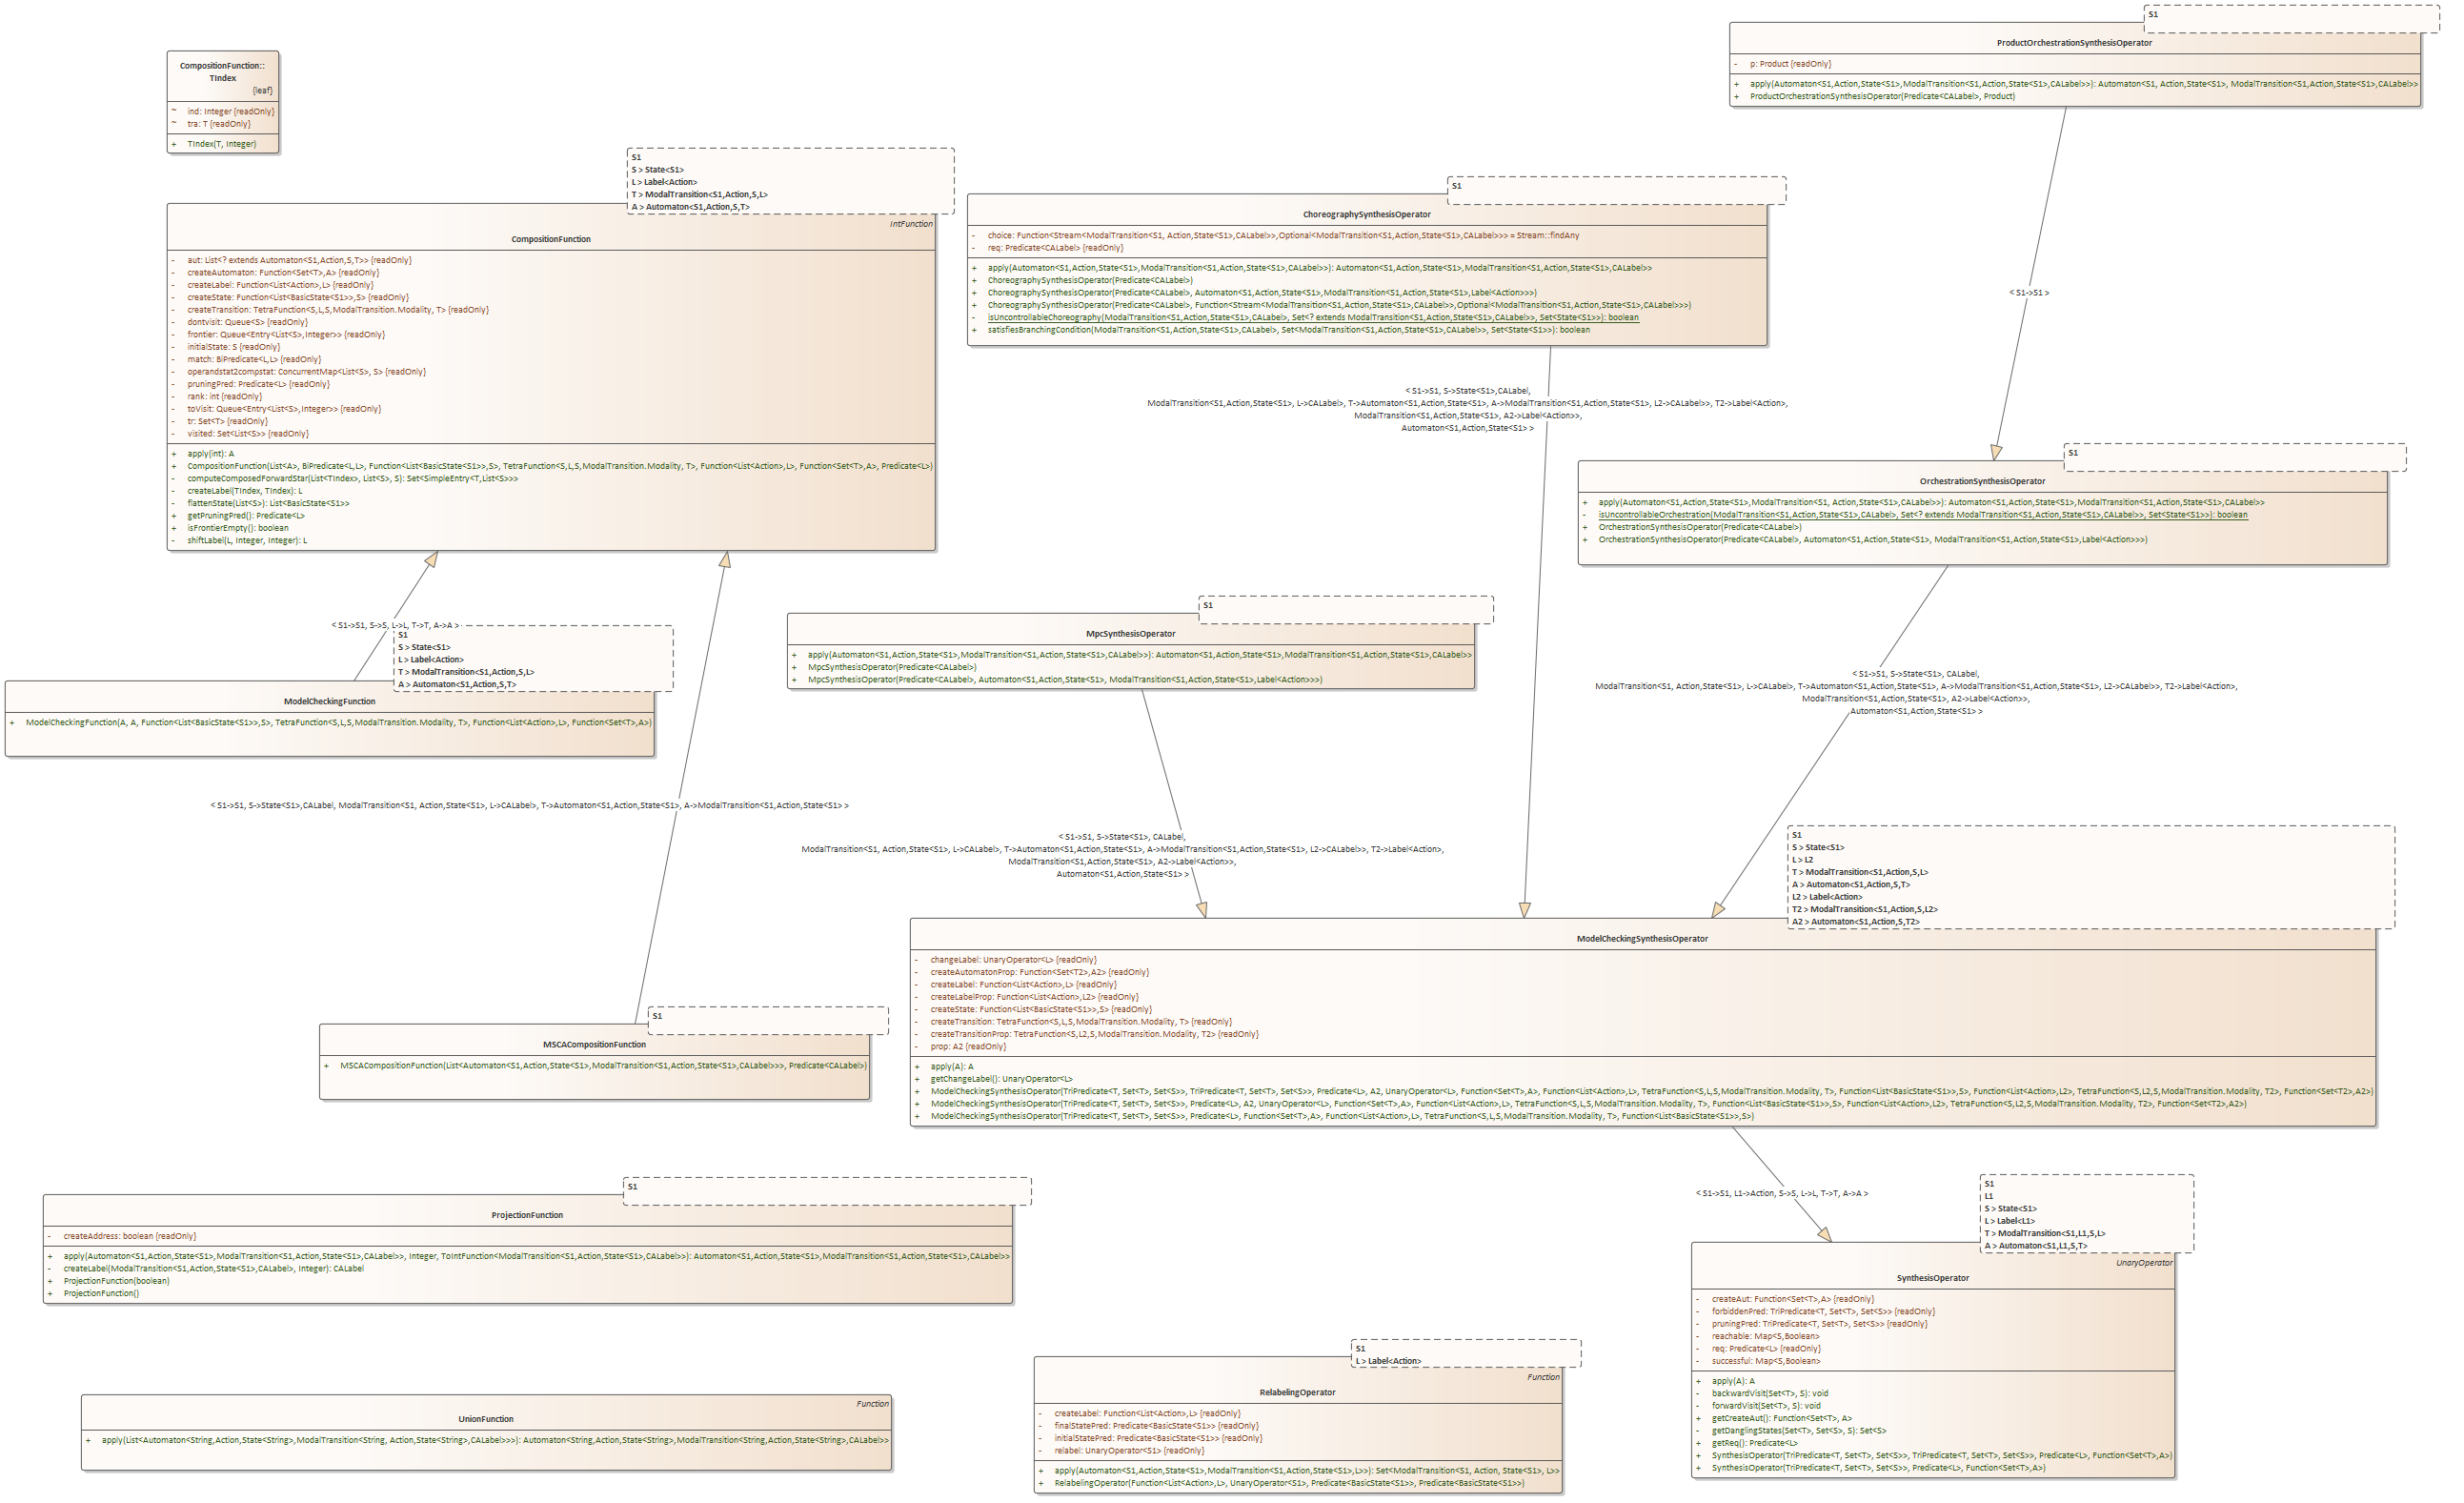 S1
ProductOrchestrationSynthesisOperator
- p: Product {readOnly}
+ apply(Automaton<S1,Action,State<S1>,ModalTransition<S1,Action,State<S1>,CALabel>>): Automaton<S1, Action,State<S1>, ModalTransition<S1,Action,State<S1>,CALabel>>
+ ProductOrchestrationSynthesisOperator(Predicate<CALabel>, Product)
CompositionFunction::
TIndex
{leaf}
~ ind: Integer {readOnly}
~ tra: T {readOnly}
+ TIndex(T, Integer)
S1
S > State<S1>
L > Label<Action>
T > ModalTransition<S1,Action,S,L>
A > Automaton<S1,Action,S,T>
IntFunction
CompositionFunction
- aut: List<? extends Automaton<S1,Action,S,T>> {readOnly}
- createAutomaton: Function<Set<T>,A> {readOnly}
- createLabel: Function<List<Action>,L> {readOnly}
- createState: Function<List<BasicState<S1>>,S> {readOnly}
- createTransition: TetraFunction<S,L,S,ModalTransition.Modality, T> {readOnly}
- dontvisit: Queue<S> {readOnly}
- frontier: Queue<Entry<List<S>,Integer>> {readOnly}
- initialState: S {readOnly}
- match: BiPredicate<L,L> {readOnly}
- operandstat2compstat: ConcurrentMap<List<S>, S> {readOnly}
- pruningPred: Predicate<L> {readOnly}
- rank: int {readOnly}
- toVisit: Queue<Entry<List<S>,Integer>> {readOnly}
- tr: Set<T> {readOnly}
- visited: Set<List<S>> {readOnly}
+ apply(int): A
+ CompositionFunction(List<A>, BiPredicate<L,L>, Function<List<BasicState<S1>>,S>, TetraFunction<S,L,S,ModalTransition.Modality, T>, Function<List<Action>,L>, Function<Set<T>,A>, Predicate<L>)
- computeComposedForwardStar(List<TIndex>, List<S>, S): Set<SimpleEntry<T,List<S>>>
- createLabel(TIndex, TIndex): L
- flattenState(List<S>): List<BasicState<S1>>
+ getPruningPred(): Predicate<L>
+ isFrontierEmpty(): boolean
- shiftLabel(L, Integer, Integer): L
S1
ChoreographySynthesisOperator
- choice: Function<Stream<ModalTransition<S1, Action,State<S1>,CALabel>>,Optional<ModalTransition<S1,Action,State<S1>,CALabel>>> = Stream::findAny
- req: Predicate<CALabel> {readOnly}
+ apply(Automaton<S1,Action,State<S1>,ModalTransition<S1,Action,State<S1>,CALabel>>): Automaton<S1,Action,State<S1>,ModalTransition<S1,Action,State<S1>,CALabel>>
+ ChoreographySynthesisOperator(Predicate<CALabel>)
+ ChoreographySynthesisOperator(Predicate<CALabel>, Automaton<S1,Action,State<S1>,ModalTransition<S1,Action,State<S1>,Label<Action>>>)
+ ChoreographySynthesisOperator(Predicate<CALabel>, Function<Stream<ModalTransition<S1,Action,State<S1>,CALabel>>,Optional<ModalTransition<S1,Action,State<S1>,CALabel>>>)
- isUncontrollableChoreography(ModalTransition<S1,Action,State<S1>,CALabel>, Set<? extends ModalTransition<S1,Action,State<S1>,CALabel>>, Set<State<S1>>): boolean
+ satisfiesBranchingCondition(ModalTransition<S1,Action,State<S1>,CALabel>, Set<ModalTransition<S1,Action,State<S1>,CALabel>>, Set<State<S1>>): boolean
< S1->S1 >
< S1->S1, S->State<S1>,CALabel,
ModalTransition<S1,Action,State<S1>, L->CALabel>, T->Automaton<S1,Action,State<S1>, A->ModalTransition<S1,Action,State<S1>, L2->CALabel>>, T2->Label<Action>,
ModalTransition<S1,Action,State<S1>, A2->Label<Action>>,
Automaton<S1,Action,State<S1> >
S1
OrchestrationSynthesisOperator
+ apply(Automaton<S1,Action,State<S1>,ModalTransition<S1, Action,State<S1>,CALabel>>): Automaton<S1,Action,State<S1>,ModalTransition<S1,Action,State<S1>,CALabel>>
- isUncontrollableOrchestration(ModalTransition<S1,Action,State<S1>,CALabel>, Set<? extends ModalTransition<S1,Action,State<S1>,CALabel>>, Set<State<S1>>): boolean
+ OrchestrationSynthesisOperator(Predicate<CALabel>)
+ OrchestrationSynthesisOperator(Predicate<CALabel>, Automaton<S1,Action,State<S1>, ModalTransition<S1,Action,State<S1>,Label<Action>>>)
< S1->S1, S->S, L->L, T->T, A->A >
S1
S > State<S1>
L > Label<Action>
T > ModalTransition<S1,Action,S,L>
A > Automaton<S1,Action,S,T>
ModelCheckingFunction
+ ModelCheckingFunction(A, A, Function<List<BasicState<S1>>,S>, TetraFunction<S,L,S,ModalTransition.Modality, T>, Function<List<Action>,L>, Function<Set<T>,A>)
S1
MpcSynthesisOperator
+ apply(Automaton<S1,Action,State<S1>,ModalTransition<S1,Action,State<S1>,CALabel>>): Automaton<S1,Action,State<S1>,ModalTransition<S1,Action,State<S1>,CALabel>>
+ MpcSynthesisOperator(Predicate<CALabel>)
+ MpcSynthesisOperator(Predicate<CALabel>, Automaton<S1,Action,State<S1>, ModalTransition<S1,Action,State<S1>,Label<Action>>>)
< S1->S1, S->State<S1>, CALabel,
ModalTransition<S1, Action,State<S1>, L->CALabel>, T->Automaton<S1,Action,State<S1>, A->ModalTransition<S1,Action,State<S1>, L2->CALabel>>, T2->Label<Action>,
ModalTransition<S1,Action,State<S1>, A2->Label<Action>>,
Automaton<S1,Action,State<S1> >
< S1->S1, S->State<S1>,CALabel, ModalTransition<S1, Action,State<S1>, L->CALabel>, T->Automaton<S1,Action,State<S1>, A->ModalTransition<S1,Action,State<S1> >
< S1->S1, S->State<S1>, CALabel,
ModalTransition<S1, Action,State<S1>, L->CALabel>, T->Automaton<S1,Action,State<S1>, A->ModalTransition<S1,Action,State<S1>, L2->CALabel>>, T2->Label<Action>,
ModalTransition<S1,Action,State<S1>, A2->Label<Action>>,
Automaton<S1,Action,State<S1> >
S1
S > State<S1>
L > L2
T > ModalTransition<S1,Action,S,L>
A > Automaton<S1,Action,S,T>
L2 > Label<Action>
T2 > ModalTransition<S1,Action,S,L2>
A2 > Automaton<S1,Action,S,T2>
ModelCheckingSynthesisOperator
- changeLabel: UnaryOperator<L> {readOnly}
- createAutomatonProp: Function<Set<T2>,A2> {readOnly}
- createLabel: Function<List<Action>,L> {readOnly}
- createLabelProp: Function<List<Action>,L2> {readOnly}
- createState: Function<List<BasicState<S1>>,S> {readOnly}
- createTransition: TetraFunction<S,L,S,ModalTransition.Modality, T> {readOnly}
- createTransitionProp: TetraFunction<S,L2,S,ModalTransition.Modality, T2> {readOnly}
- prop: A2 {readOnly}
+ apply(A): A
+ getChangeLabel(): UnaryOperator<L>
+ ModelCheckingSynthesisOperator(TriPredicate<T, Set<T>, Set<S>>, TriPredicate<T, Set<T>, Set<S>>, Predicate<L>, A2, UnaryOperator<L>, Function<Set<T>,A>, Function<List<Action>,L>, TetraFunction<S,L,S,ModalTransition.Modality, T>, Function<List<BasicState<S1>>,S>, Function<List<Action>,L2>, TetraFunction<S,L2,S,ModalTransition.Modality, T2>, Function<Set<T2>,A2>)
+ ModelCheckingSynthesisOperator(TriPredicate<T, Set<T>, Set<S>>, Predicate<L>, A2, UnaryOperator<L>, Function<Set<T>,A>, Function<List<Action>,L>, TetraFunction<S,L,S,ModalTransition.Modality, T>, Function<List<BasicState<S1>>,S>, Function<List<Action>,L2>, TetraFunction<S,L2,S,ModalTransition.Modality, T2>, Function<Set<T2>,A2>)
+ ModelCheckingSynthesisOperator(TriPredicate<T, Set<T>, Set<S>>, Predicate<L>, Function<Set<T>,A>, Function<List<Action>,L>, TetraFunction<S,L,S,ModalTransition.Modality, T>, Function<List<BasicState<S1>>,S>)
S1
MSCACompositionFunction
+ MSCACompositionFunction(List<Automaton<S1,Action,State<S1>,ModalTransition<S1,Action,State<S1>,CALabel>>>, Predicate<CALabel>)
S1
ProjectionFunction
- createAddress: boolean {readOnly}
+ apply(Automaton<S1,Action,State<S1>,ModalTransition<S1,Action,State<S1>,CALabel>>, Integer, ToIntFunction<ModalTransition<S1,Action,State<S1>,CALabel>>): Automaton<S1,Action,State<S1>,ModalTransition<S1,Action,State<S1>,CALabel>>
- createLabel(ModalTransition<S1,Action,State<S1>,CALabel>, Integer): CALabel
+ ProjectionFunction(boolean)
+ ProjectionFunction()
< S1->S1, L1->Action, S->S, L->L, T->T, A->A >
S1
L1
S > State<S1>
L > Label<L1>
T > ModalTransition<S1,L1,S,L>
A > Automaton<S1,L1,S,T>
UnaryOperator
SynthesisOperator
- createAut: Function<Set<T>,A> {readOnly}
- forbiddenPred: TriPredicate<T, Set<T>, Set<S>> {readOnly}
- pruningPred: TriPredicate<T, Set<T>, Set<S>> {readOnly}
- reachable: Map<S,Boolean>
- req: Predicate<L> {readOnly}
- successful: Map<S,Boolean>
+ apply(A): A
- backwardVisit(Set<T>, S): void
- forwardVisit(Set<T>, S): void
+ getCreateAut(): Function<Set<T>, A>
- getDanglingStates(Set<T>, Set<S>, S): Set<S>
+ getReq(): Predicate<L>
+ SynthesisOperator(TriPredicate<T, Set<T>, Set<S>>, TriPredicate<T, Set<T>, Set<S>>, Predicate<L>, Function<Set<T>,A>)
+ SynthesisOperator(TriPredicate<T, Set<T>, Set<S>>, Predicate<L>, Function<Set<T>,A>)
S1
L > Label<Action>
Function
RelabelingOperator
- createLabel: Function<List<Action>,L> {readOnly}
- finalStatePred: Predicate<BasicState<S1>> {readOnly}
- initialStatePred: Predicate<BasicState<S1>> {readOnly}
- relabel: UnaryOperator<S1> {readOnly}
+ apply(Automaton<S1,Action,State<S1>,ModalTransition<S1,Action,State<S1>,L>>): Set<ModalTransition<S1, Action, State<S1>, L>>
+ RelabelingOperator(Function<List<Action>,L>, UnaryOperator<S1>, Predicate<BasicState<S1>>, Predicate<BasicState<S1>>)
Function
UnionFunction
+ apply(List<Automaton<String,Action,State<String>,ModalTransition<String, Action,State<String>,CALabel>>>): Automaton<String,Action,State<String>,ModalTransition<String,Action,State<String>,CALabel>>